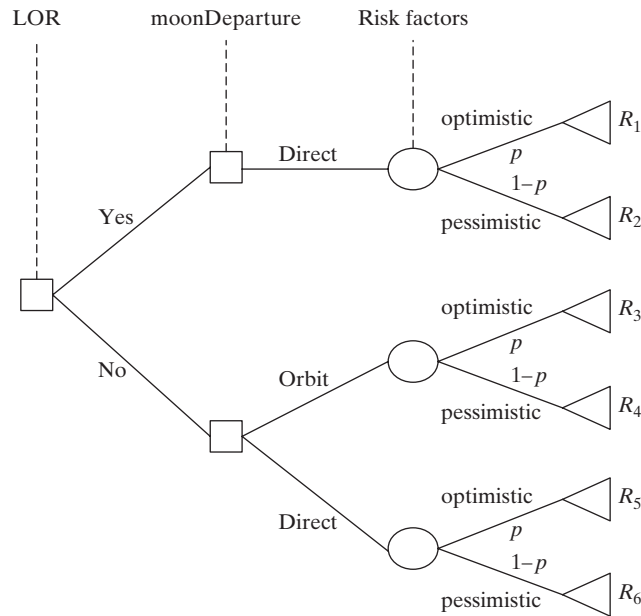 LOR
moonDeparture
Risk factors
optimistic
R₁
p
Direct
1–p
pessimistic
R₂
Yes
optimistic
R₃
p
No
Orbit
1–p
pessimistic
R₄
optimistic
R₅
Direct
p
1–p
pessimistic
R₆